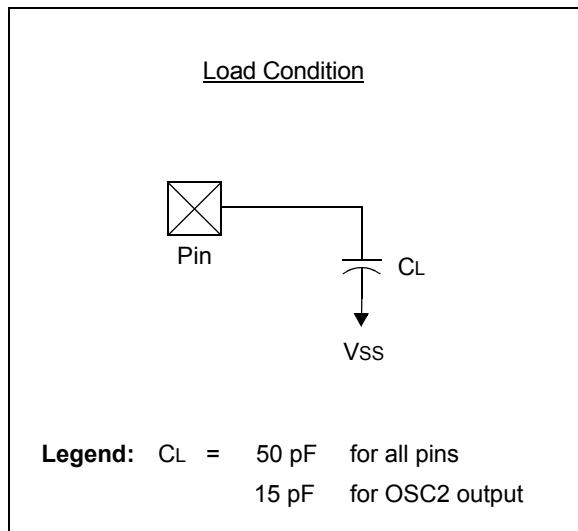 Load Condition
Pin
CL
VSS
Legend: CL = 50 pF for all pins
15 pF for OSC2 output